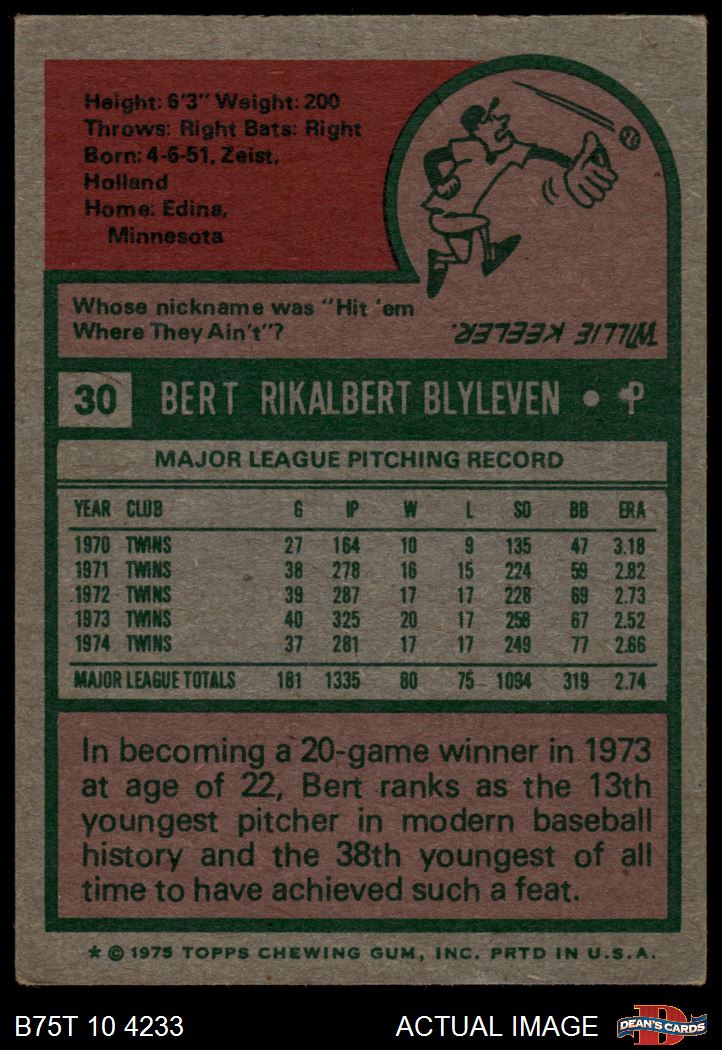 Height: 6'3" Weight: 200
Throws: Right Bats: Right
Born: 4-6-51, Zeist,
Holland
Home: Edina,
Minnesota
Whose nickname was "Hit 'em
Where They Ain't"?
WILLIE KEELER.
30 BERT RIKALBERT BLYLEVEN • P
MAJOR LEAGUE PITCHING RECORD
YEAR CLUB G IP W L SO BB ERA
1970 TWINS 27 164 10 9 135 47 3.18
1971 TWINS 38 278 16 15 224 59 2.82
1972 TWINS 39 287 17 17 228 69 2.73
1973 TWINS 40 325 20 17 258 67 2.52
1974 TWINS 37 281 17 17 249 77 2.66
MAJOR LEAGUE TOTALS 181 1335 80 75 1094 319 2.74
In becoming a 20-game winner in 1973
at age of 22, Bert ranks as the 13th
youngest pitcher in modern baseball
history and the 38th youngest of all
time to have achieved such a feat.
* © 1975 TOPPS CHEWING GUM, INC. PRTD IN U.S.A.
B75T 10 4233 ACTUAL IMAGE DEAN'S CARDS